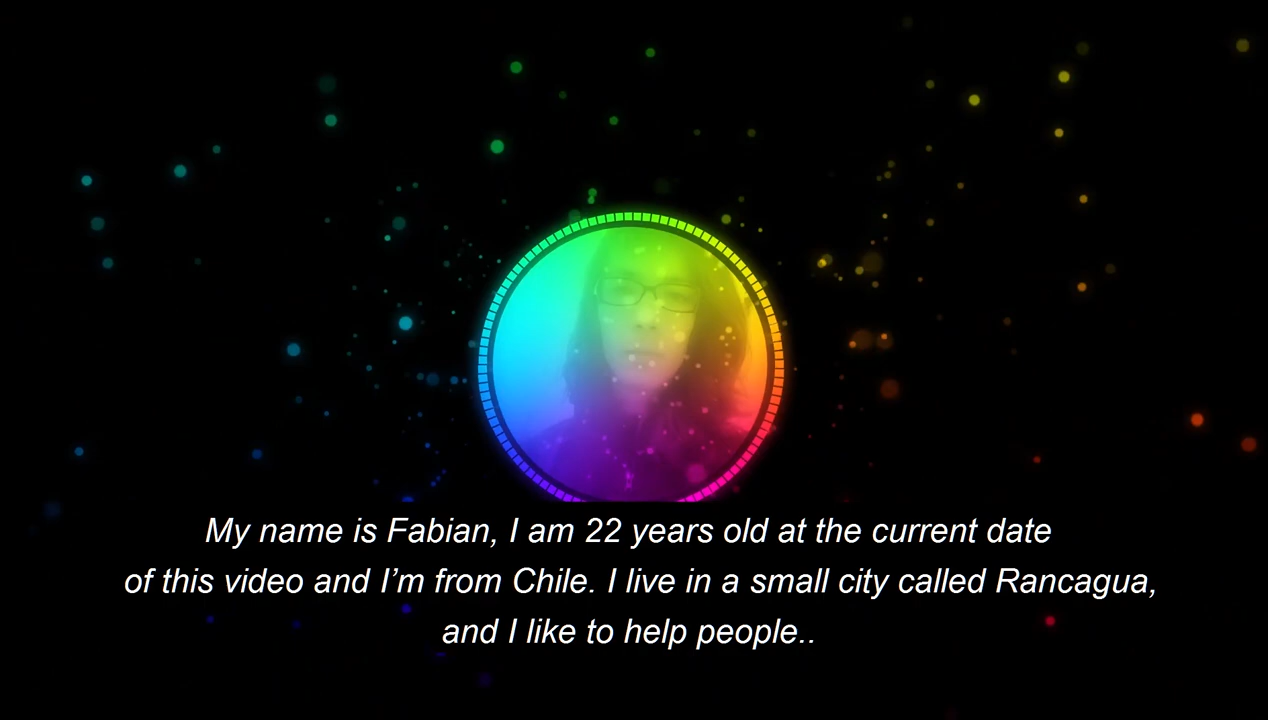 My name is Fabian, I am 22 years old at the current date
of this video and I’m from Chile. I live in a small city called Rancagua,
and I like to help people..